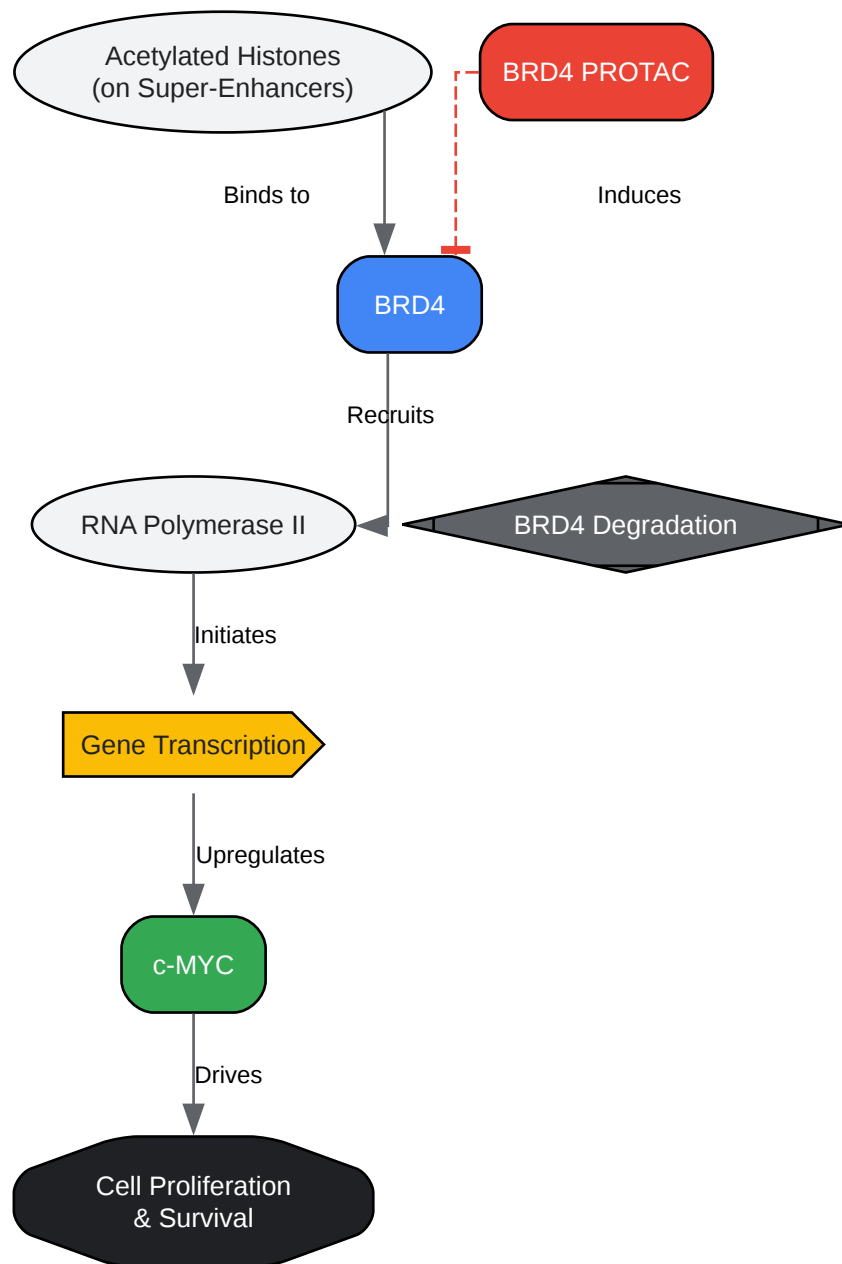 Acetylated Histones
(on Super-Enhancers)
BRD4 PROTAC
Binds to
Induces
BRD4
Recruits
RNA Polymerase II
BRD4 Degradation
Initiates
Gene Transcription
Upregulates
c-MYC
Drives
Cell Proliferation
& Survival